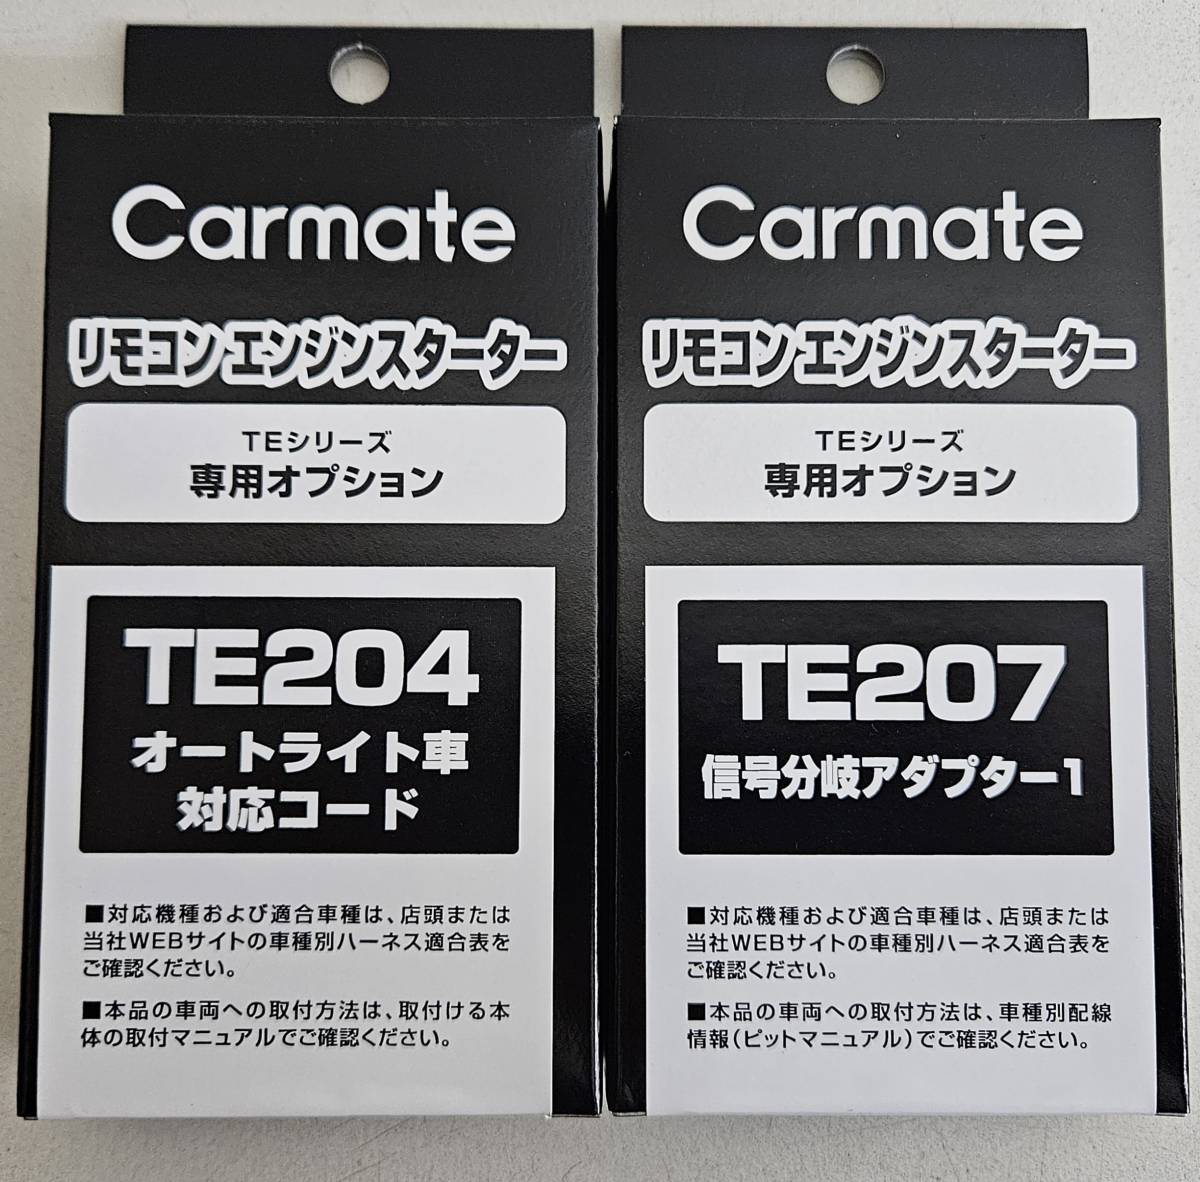 Carmate
リモコンエンジンスターター
TEシリーズ
専用オプション
TE204
オートライト車
対応コード
■対応機種および適合車種は、店頭または
当社WEBサイトの車種別ハーネス適合表を
ご確認ください。
■本品の車両への取付方法は、取付ける本
体の取付マニュアルでご確認ください。
Carmate
リモコンエンジンスターター
TEシリーズ
専用オプション
TE207
信号分岐アダプター1
■対応機種および適合車種は、店頭または
当社WEBサイトの車種別ハーネス適合表を
ご確認ください。
■本品の車両への取付方法は、車種別配線
情報(ピットマニュアル)でご確認ください。